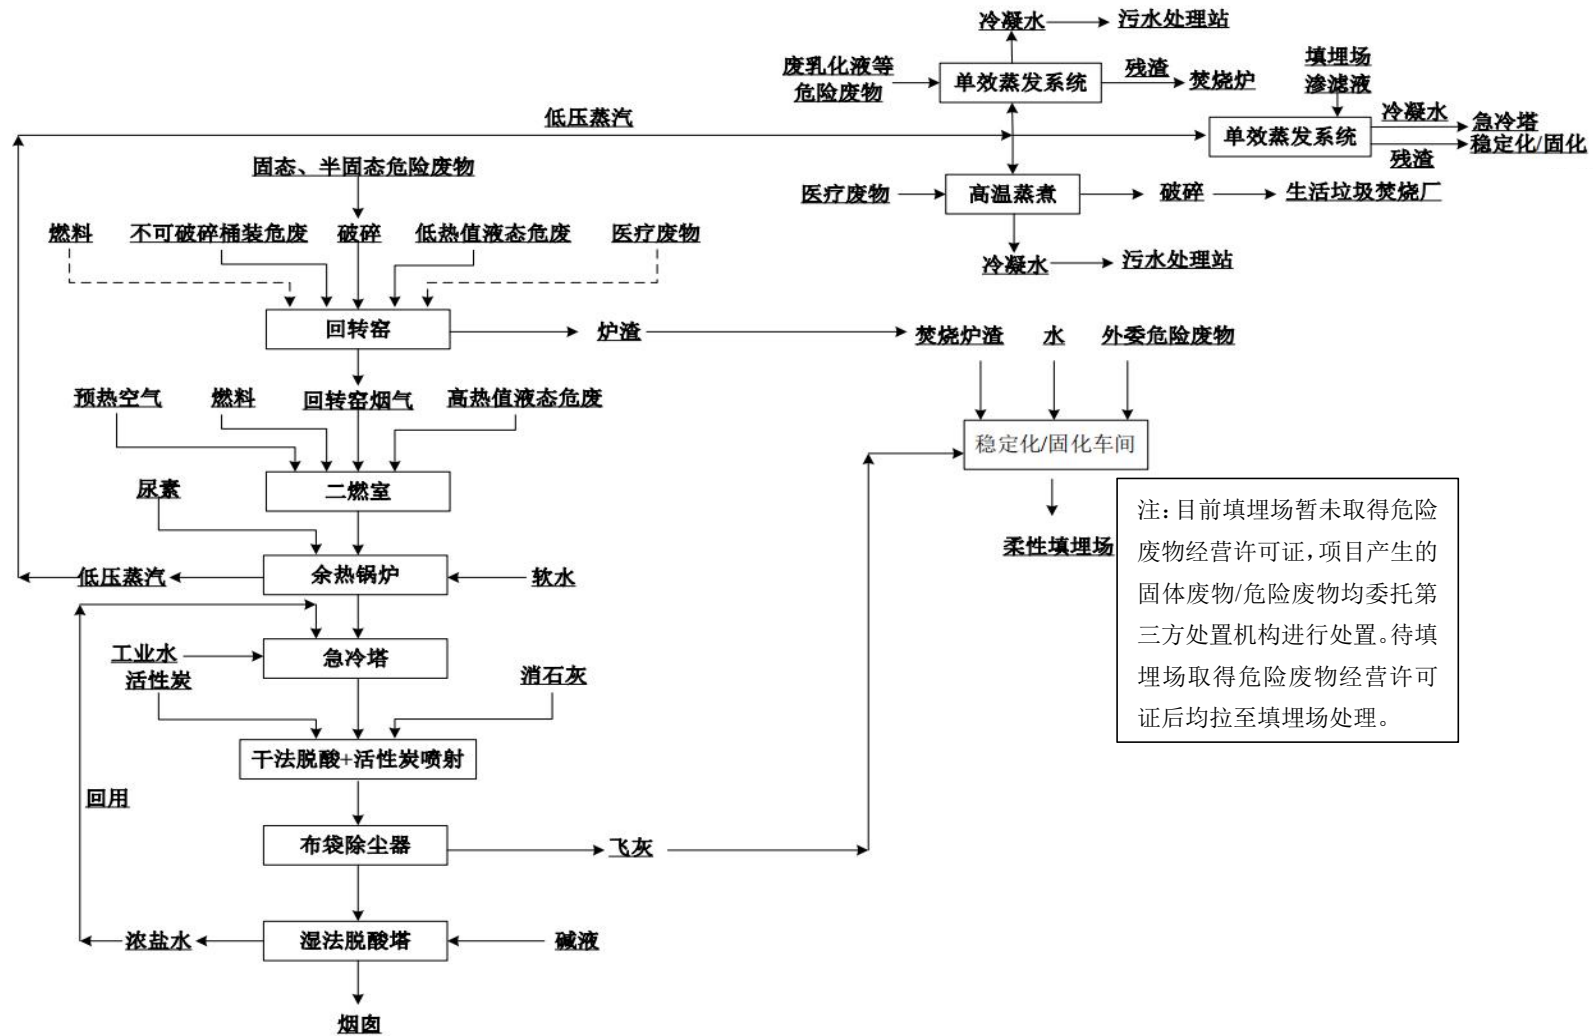 冷凝水
污水处理站
废乳化液等
危险废物
单效蒸发系统
残渣
焚烧炉
填埋场
渗滤液
低压蒸汽
单效蒸发系统
冷凝水
急冷塔
稳定化/固化
残渣
固态、半固态危险废物
医疗废物
高温蒸煮
破碎
生活垃圾焚烧厂
燃料
不可破碎桶装危废
破碎
低热值液态危废
医疗废物
冷凝水
污水处理站
回转窑
炉渣
焚烧炉渣
水
外委危险废物
预热空气
燃料
回转窑烟气
高热值液态危废
稳定化/固化车间
尿素
二燃室
柔性填埋场
注:目前填埋场暂未取得危险
废物经营许可证,项目产生的
固体废物/危险废物均委托第
三方处置机构进行处置。待填
埋场取得危险废物经营许可
证后均拉至填埋场处理。
低压蒸汽
余热锅炉
软水
工业水
活性炭
急冷塔
消石灰
干法脱酸+活性炭喷射
回用
布袋除尘器
飞灰
浓盐水
湿法脱酸塔
碱液
烟囱